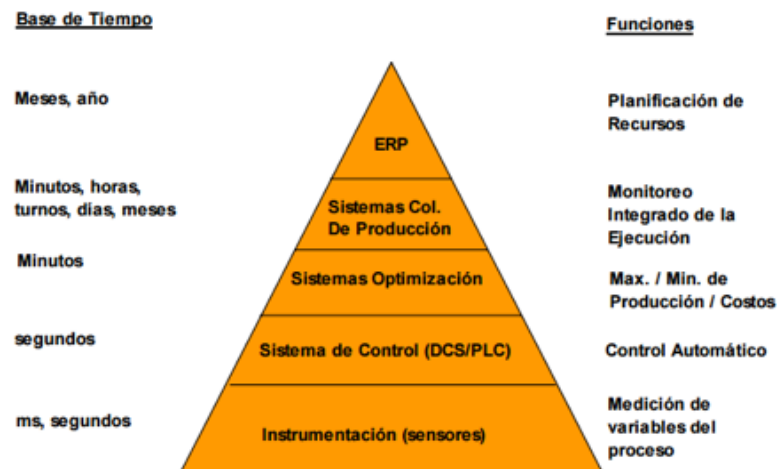 Base de Tiempo
Funciones
Meses, año
ERP
Planificación de
Recursos
Minutos, horas,
turnos, dias, meses
Sistemas Col.
De Producción
Monitoreo
Integrado de la
Ejecución
Minutos
Sistemas Optimización
Max. / Min. de
Producción / Costos
segundos
Sistema de Control (DCS/PLC)
Control Automático
ms, segundos
Instrumentación (sensores)
Medición de
variables del
proceso